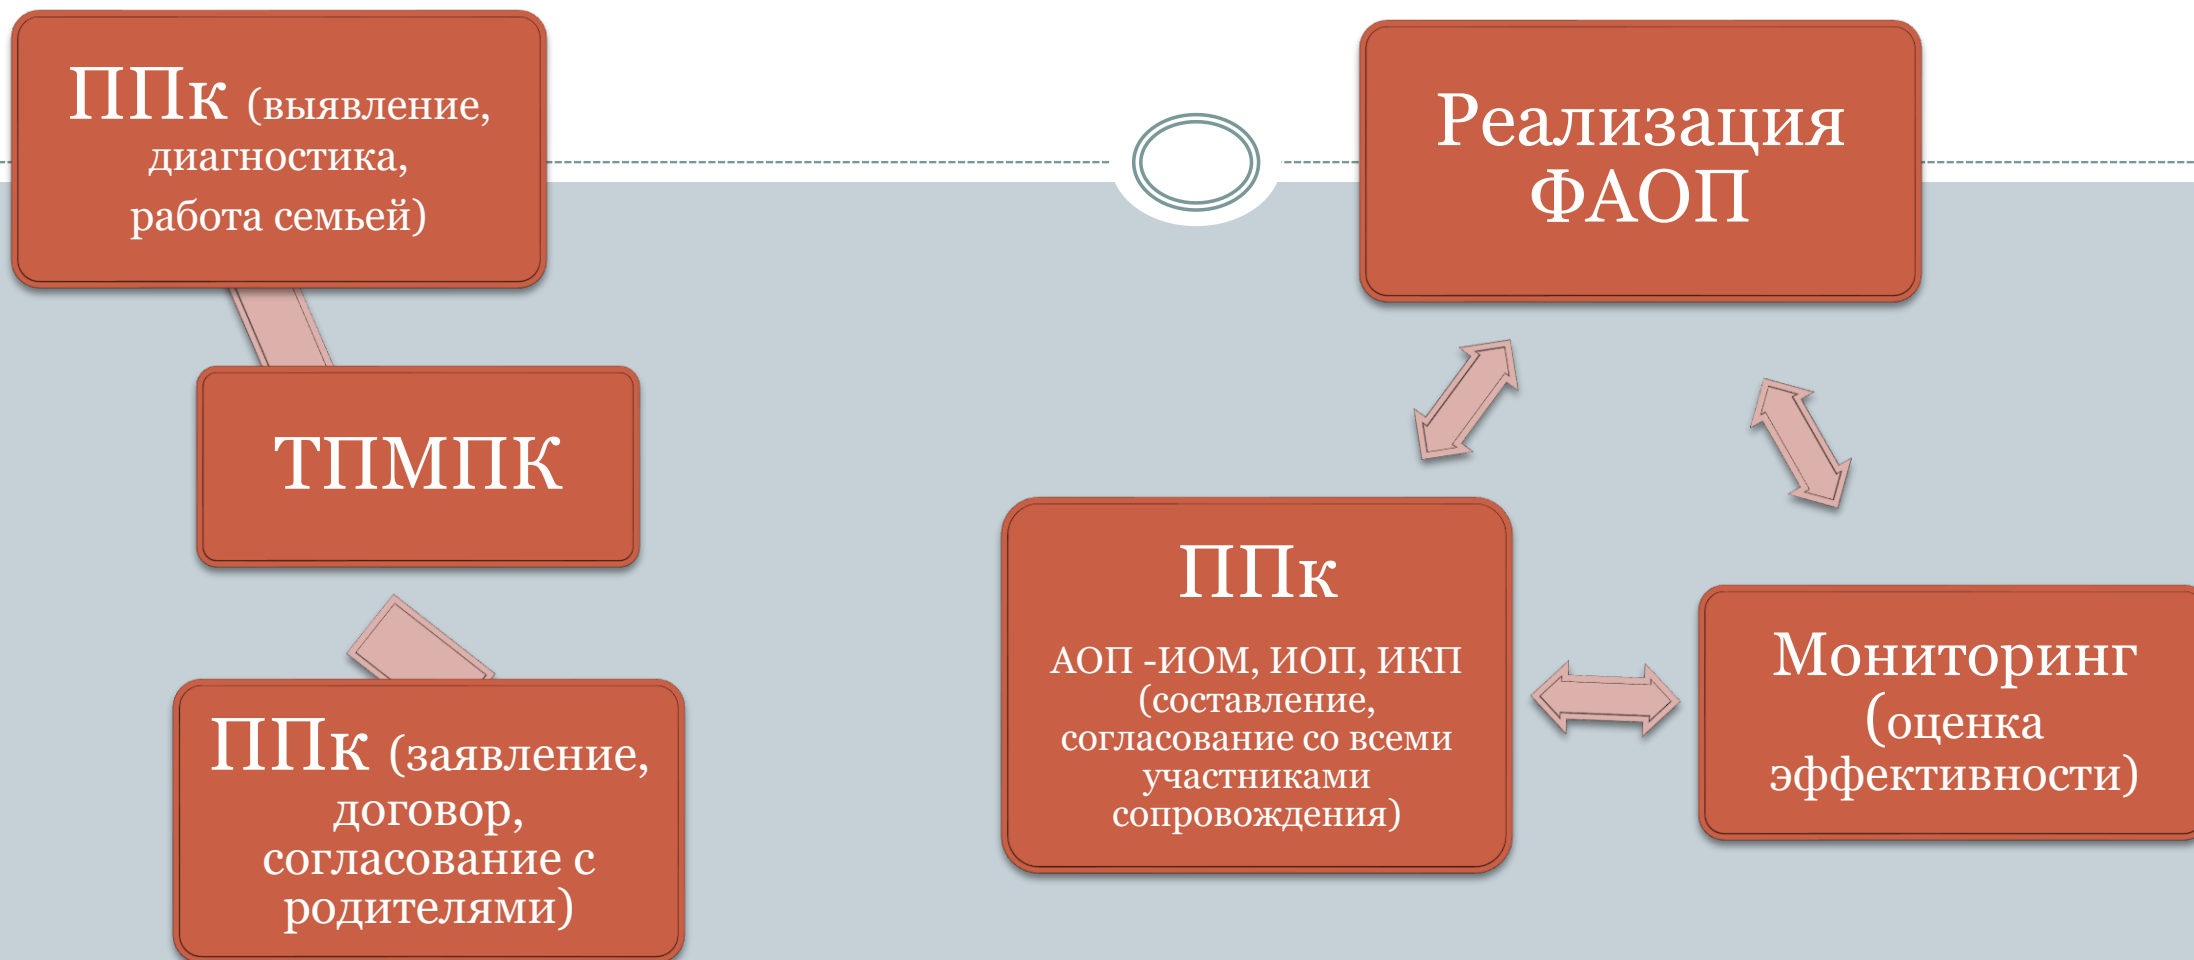 ППк (выявление,
диагностика,
работа семьей)
ТПМПК
ППк (заявление,
договор,
согласование с
родителями)
Реализация
ФАОП
ППк
АОП -ИОМ, ИОП, ИКП
(составление,
согласование со всеми
участниками
сопровождения)
Мониторинг
(оценка
эффективности)